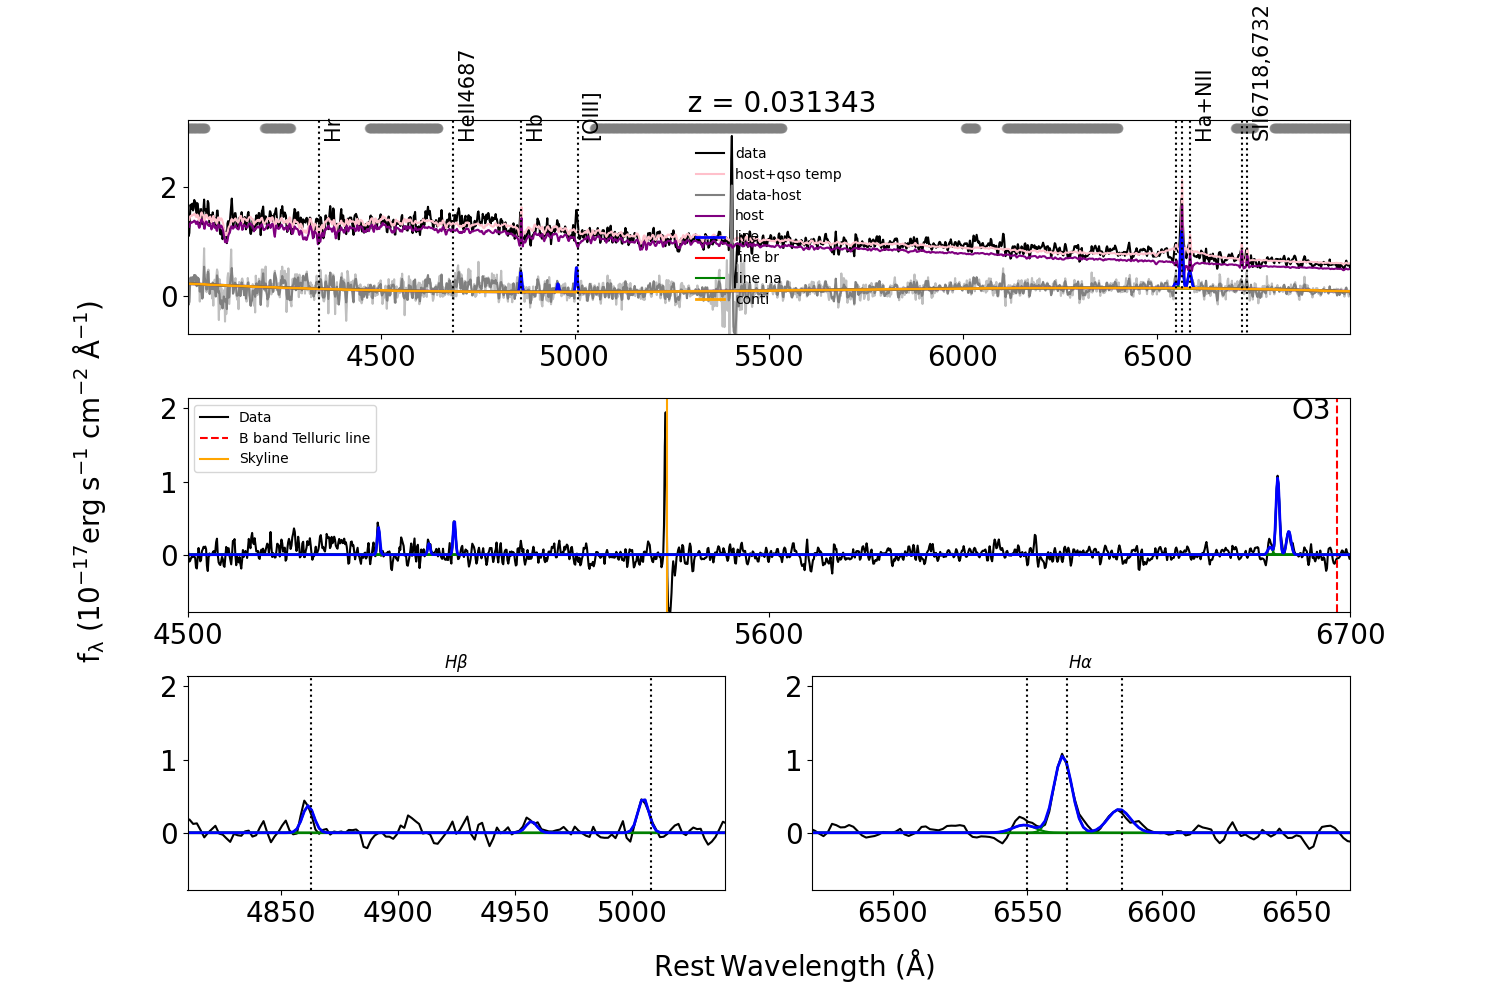 z = 0.031343
Hr
HeII4687
Hb
[OIII]
Ha+NII
SII6718,6732
data
host+qso temp
data-host
host
line
line br
line na
conti
2
0
4500 5000 5500 6000 6500
fλ (10⁻¹⁷erg s⁻¹ cm⁻² Å⁻¹)
Data
B band Telluric line
Skyline
O3
2
1
0
4500 5600 6700
Hβ
2
1
0
4850 4900 4950 5000
Hα
2
1
0
6500 6550 6600 6650
Rest Wavelength (Å)